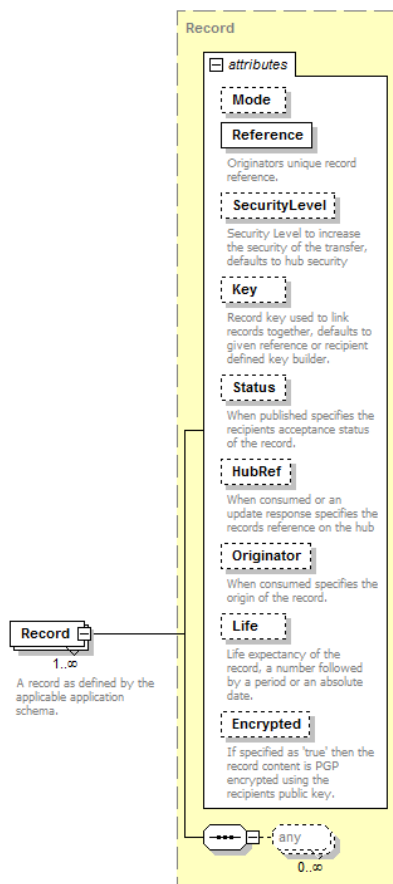 Record
attributes
Mode
Reference
Originators unique record
reference.
SecurityLevel
Security Level to increase
the security of the transfer,
defaults to hub security
Key
Record key used to link
records together, defaults to
given reference or recipient
defined key builder.
Status
When published specifies the
recipients acceptance status
of the record.
HubRef
When consumed or an
update response specifies the
records reference on the hub
Originator
When consumed specifies the
origin of the record.
Life
Life expectancy of the
record, a number followed
by a period or an absolute
date.
Encrypted
If specified as 'true' then the
record content is PGP
encrypted using the
recipients public key.
Record
1..∞
A record as defined by the
applicable application
schema.
any
0..∞